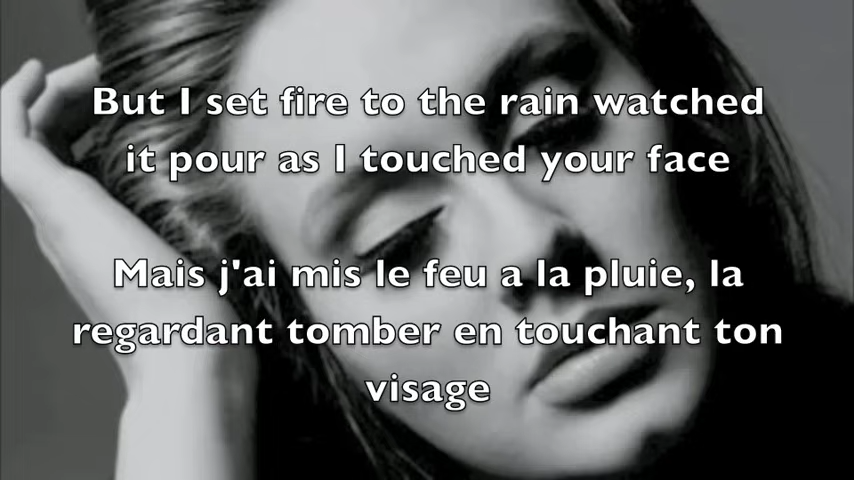 But I set fire to the rain watched
it pour as I touched your face
Mais j'ai mis le feu a la pluie, la
regardant tomber en touchant ton
visage